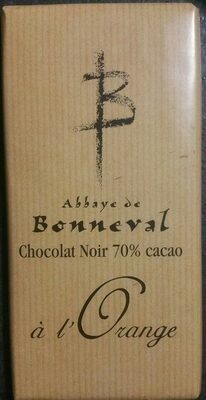 B
Abbaye de
Bonneval
Chocolat Noir 70% cacao
à l'Orange